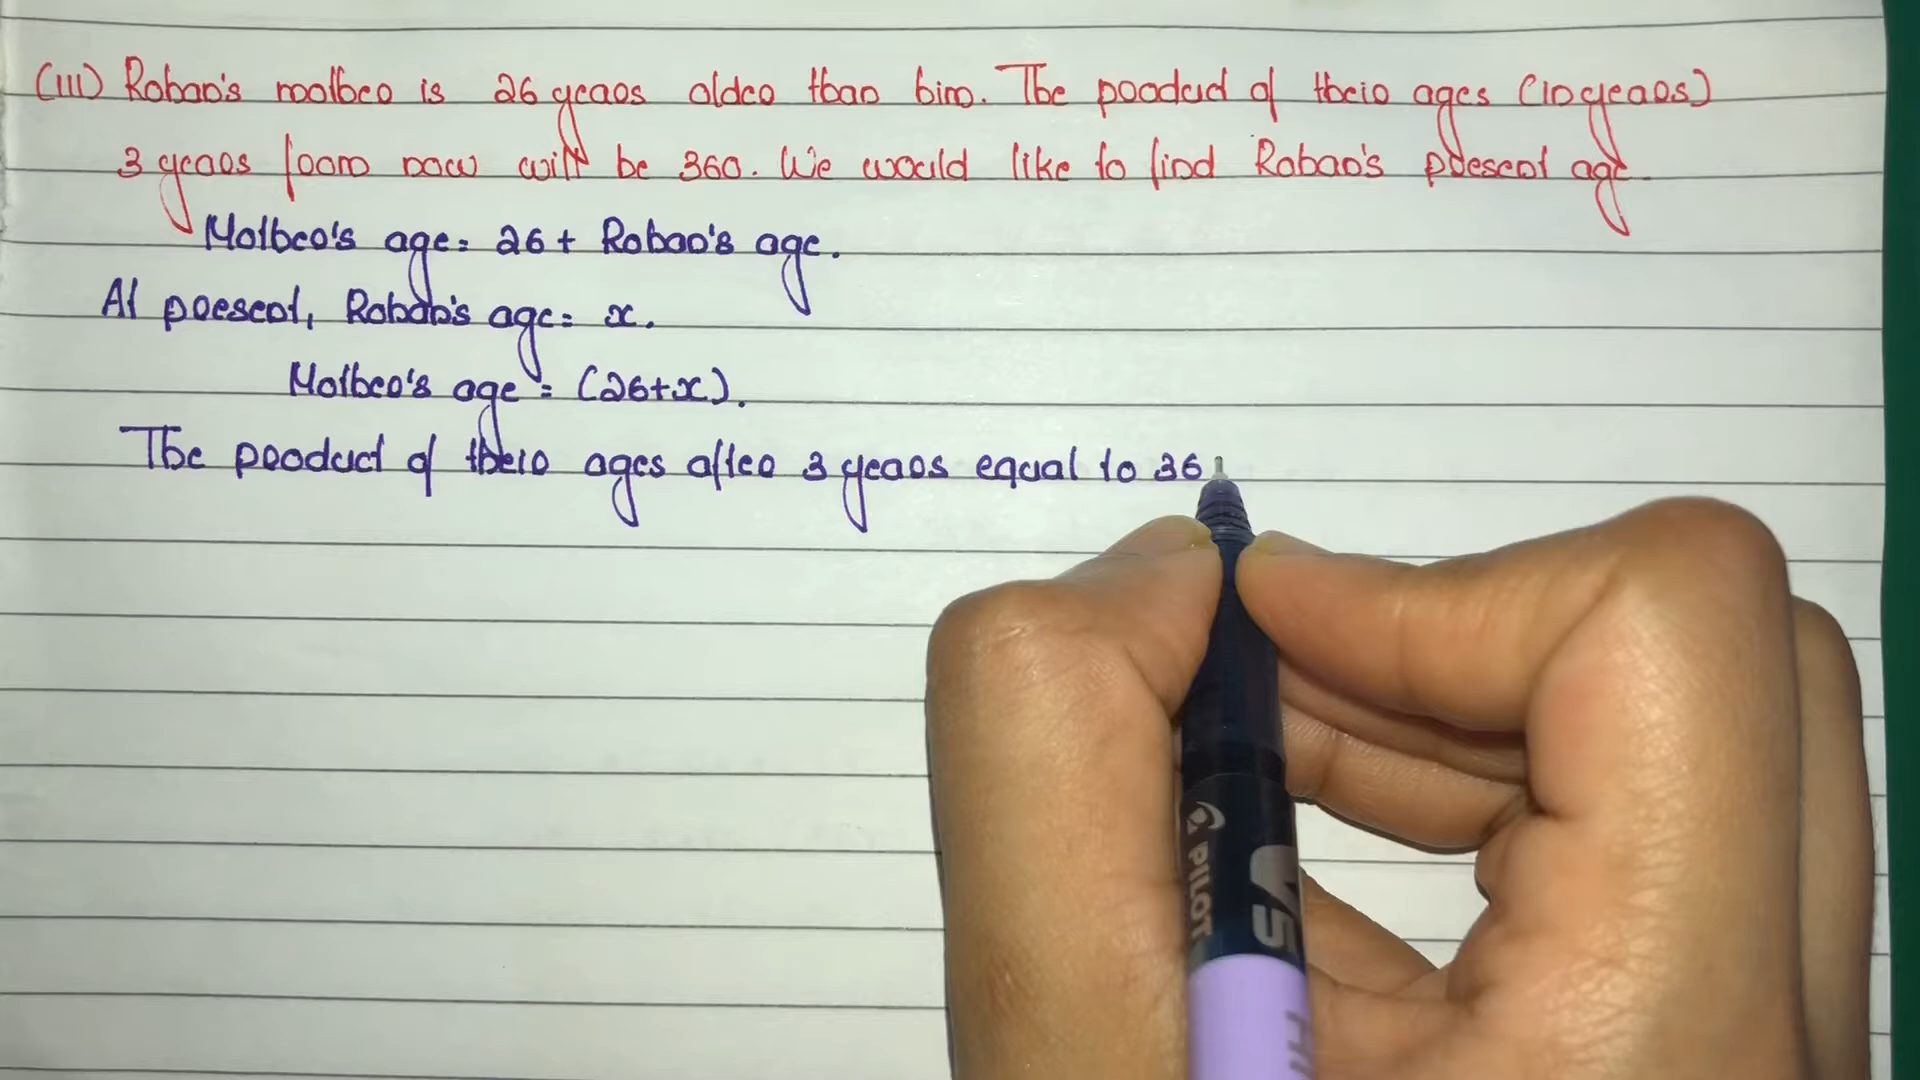 (iii) Rohan's mother is 26 years older than him. The product of their ages (in years)
3 years from now will be 360. We would like to find Rohan's present age.
Mother's age = 26 + Rohan's age.
At present, Rohan's age = x.
Mother's age = (26+x).
The product of their ages after 3 years equal to 36
PILOT
V5